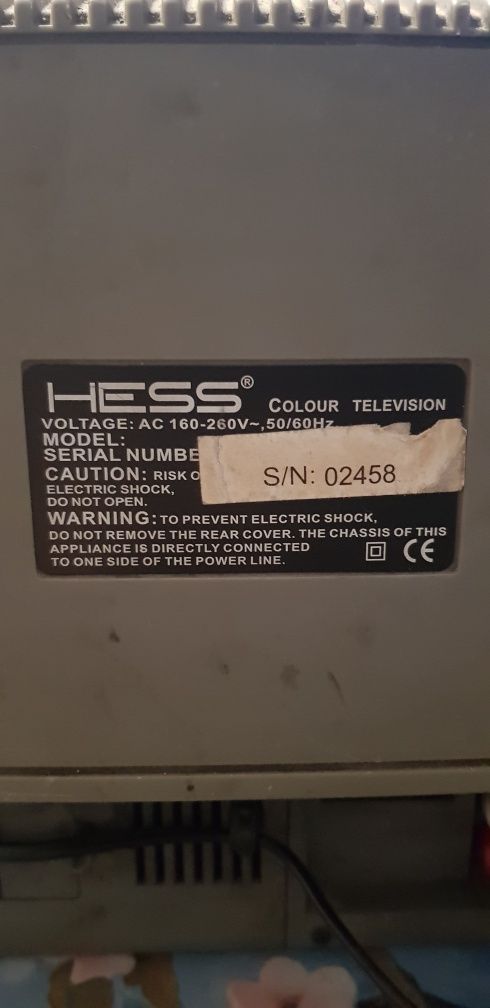 HESS® COLOUR TELEVISION
VOLTAGE: AC 160-260V~,50/60Hz
MODEL:
SERIAL NUMBE
S/N: 02458
CAUTION: RISK O
ELECTRIC SHOCK,
DO NOT OPEN.
WARNING: TO PREVENT ELECTRIC SHOCK,
DO NOT REMOVE THE REAR COVER. THE CHASSIS OF THIS
APPLIANCE IS DIRECTLY CONNECTED
TO ONE SIDE OF THE POWER LINE.
CE